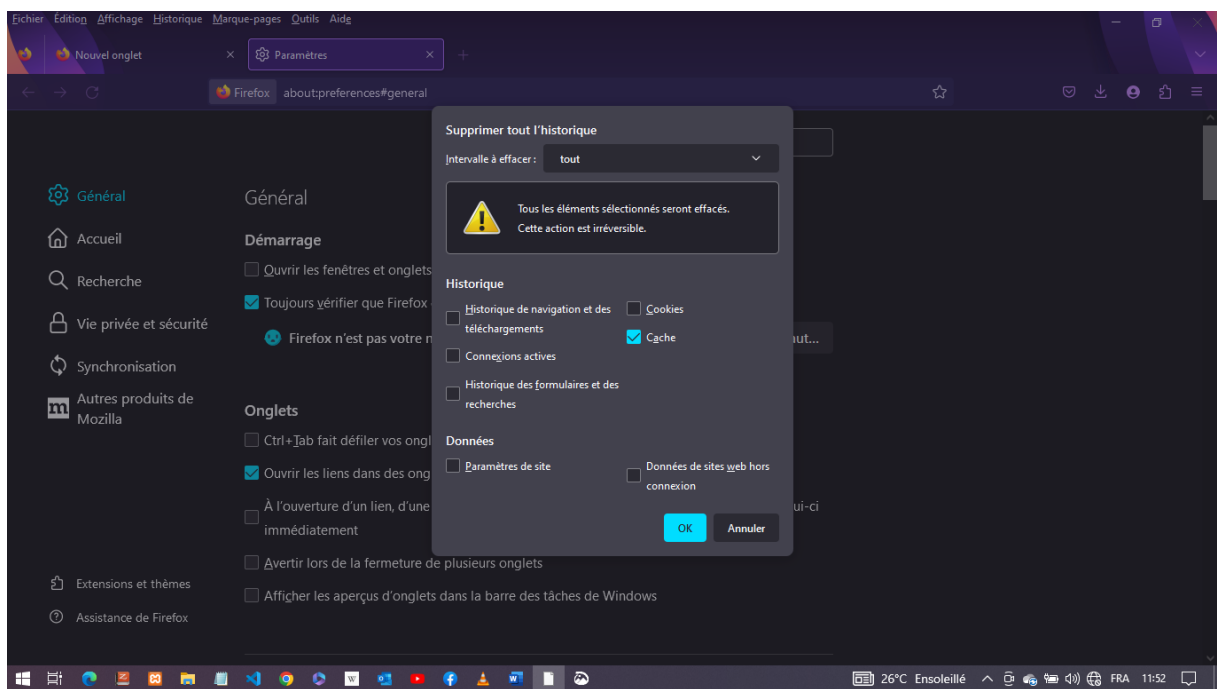 Fichier Édition Affichage Historique Marque-pages Outils Aide
Nouvel onglet
Paramètres
Firefox about:preferences#general
Supprimer tout l'historique
Intervalle à effacer : tout
Tous les éléments sélectionnés seront effacés.
Cette action est irréversible.
Historique
Historique de navigation et des
téléchargements
Cookies
Cache
Connexions actives
Historique des formulaires et des
recherches
Données
Paramètres de site
Données de sites web hors
connexion
OK Annuler
Général
Accueil
Recherche
Vie privée et sécurité
Synchronisation
m Autres produits de
Mozilla
Extensions et thèmes
Assistance de Firefox
Général
Démarrage
Ouvrir les fenêtres et onglets
Toujours vérifier que Firefox
Firefox n'est pas votre n
aut...
Onglets
Ctrl+Tab fait défiler vos ongl
Ouvrir les liens dans des ong
À l'ouverture d'un lien, d'une
ui-ci
immédiatement
Avertir lors de la fermeture de plusieurs onglets
Afficher les aperçus d'onglets dans la barre des tâches de Windows
26°C Ensoleillé FRA 11:52